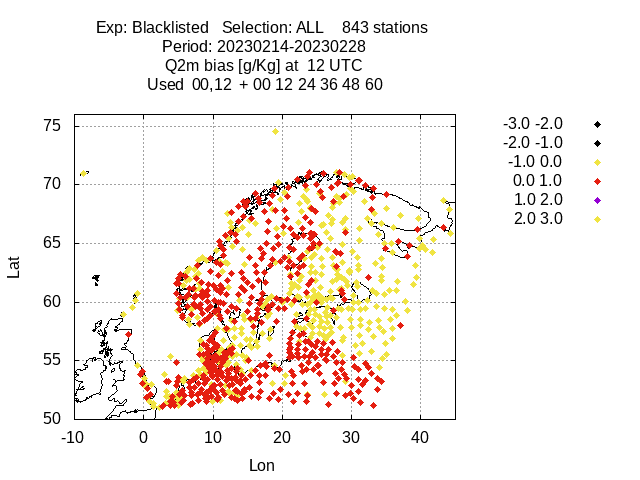 Exp: Blacklisted Selection: ALL 843 stations
Period: 20230214-20230228
Q2m bias [g/Kg] at 12 UTC
Used 00,12 + 00 12 24 36 48 60
-3.0 -2.0
-2.0 -1.0
-1.0 0.0
0.0 1.0
1.0 2.0
2.0 3.0
75
70
65
60
55
50
Lat
-10 0 10 20 30 40
Lon